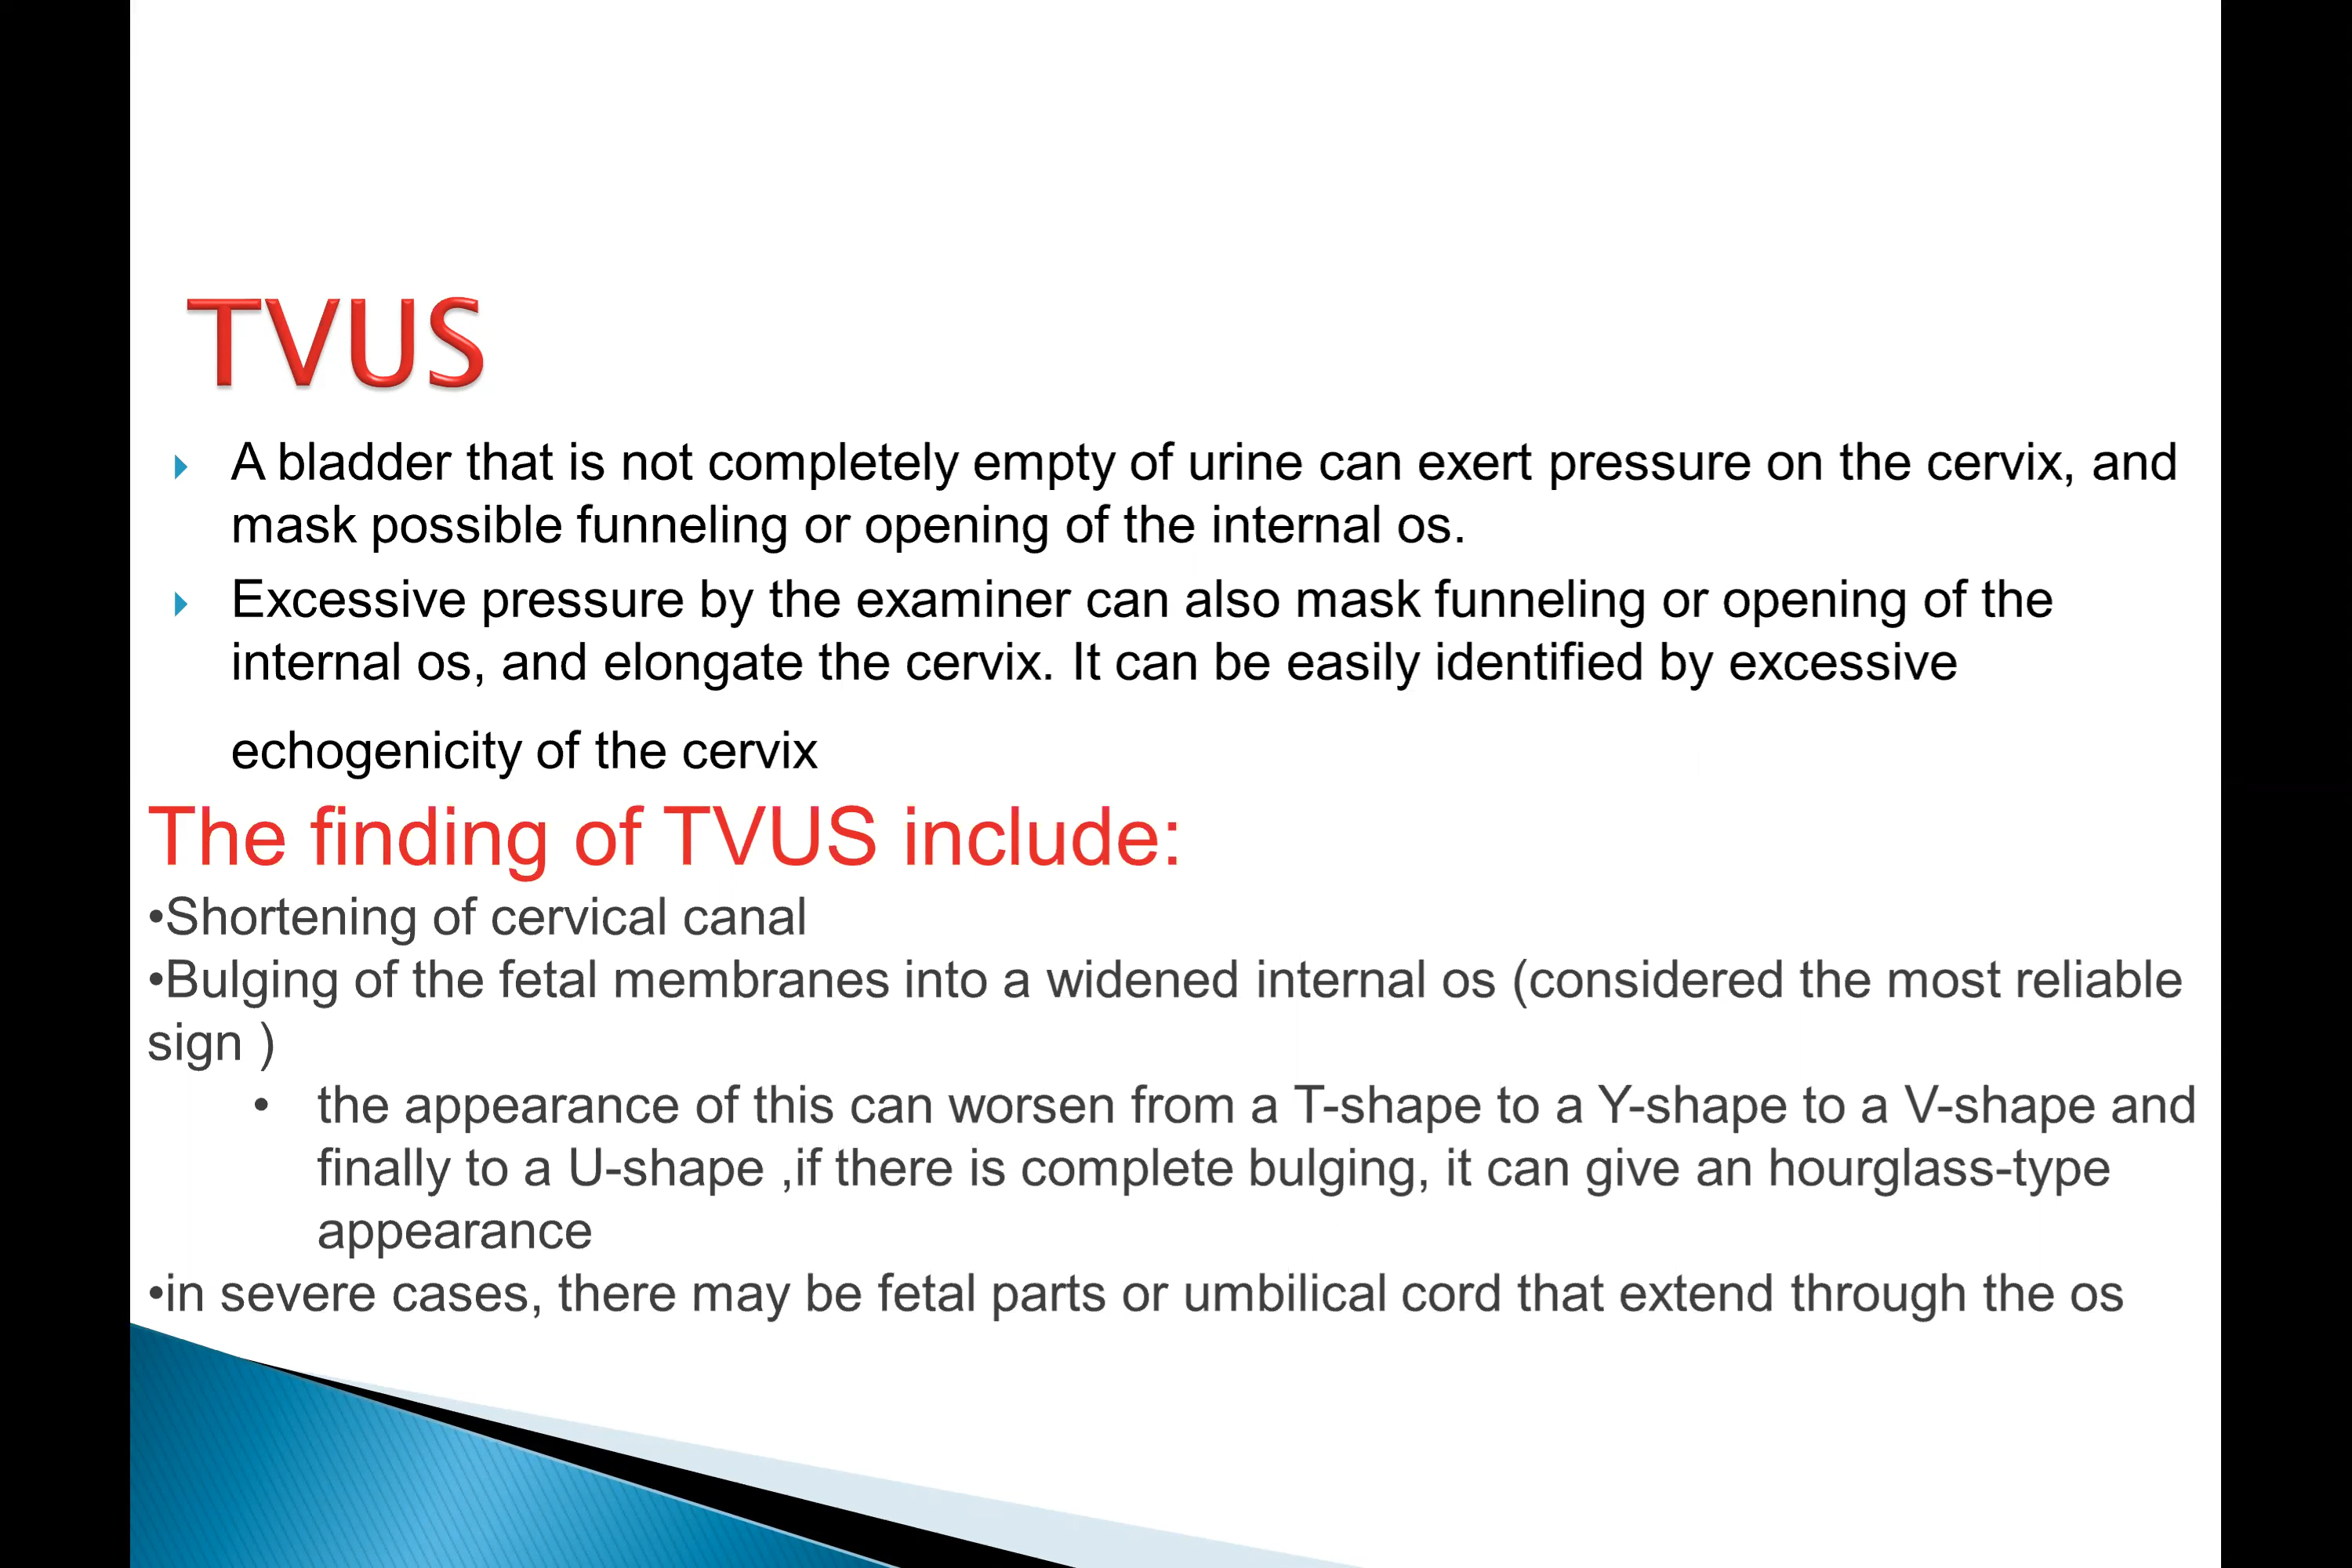 TVUS
A bladder that is not completely empty of urine can exert pressure on the cervix, and
mask possible funneling or opening of the internal os.
Excessive pressure by the examiner can also mask funneling or opening of the
internal os, and elongate the cervix. It can be easily identified by excessive
echogenicity of the cervix
The finding of TVUS include:
•Shortening of cervical canal
•Bulging of the fetal membranes into a widened internal os (considered the most reliable
sign )
• the appearance of this can worsen from a T-shape to a Y-shape to a V-shape and
finally to a U-shape ,if there is complete bulging, it can give an hourglass-type
appearance
•in severe cases, there may be fetal parts or umbilical cord that extend through the os